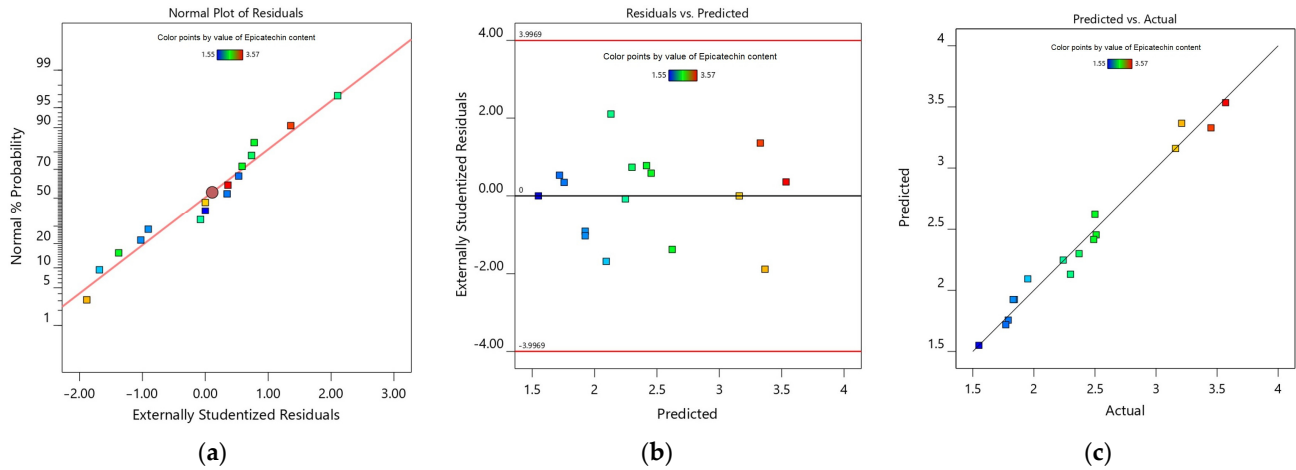 Normal Plot of Residuals
Color points by value of Epicatechin content
1.55 3.57
Normal % Probability
99
95
90
70
50
20
10
5
1
-2.00 -1.00 0.00 1.00 2.00 3.00
Externally Studentized Residuals
(a)
Residuals vs. Predicted
Color points by value of Epicatechin content
1.55 3.57
Externally Studentized Residuals
4.00
2.00
0.00
-2.00
-4.00
3.9969
0
-3.9969
1.5 2 2.5 3 3.5 4
Predicted
(b)
Predicted vs. Actual
Color points by value of Epicatechin content
1.55 3.57
Predicted
4
3.5
3
2.5
2
1.5
1.5 2 2.5 3 3.5 4
Actual
(c)